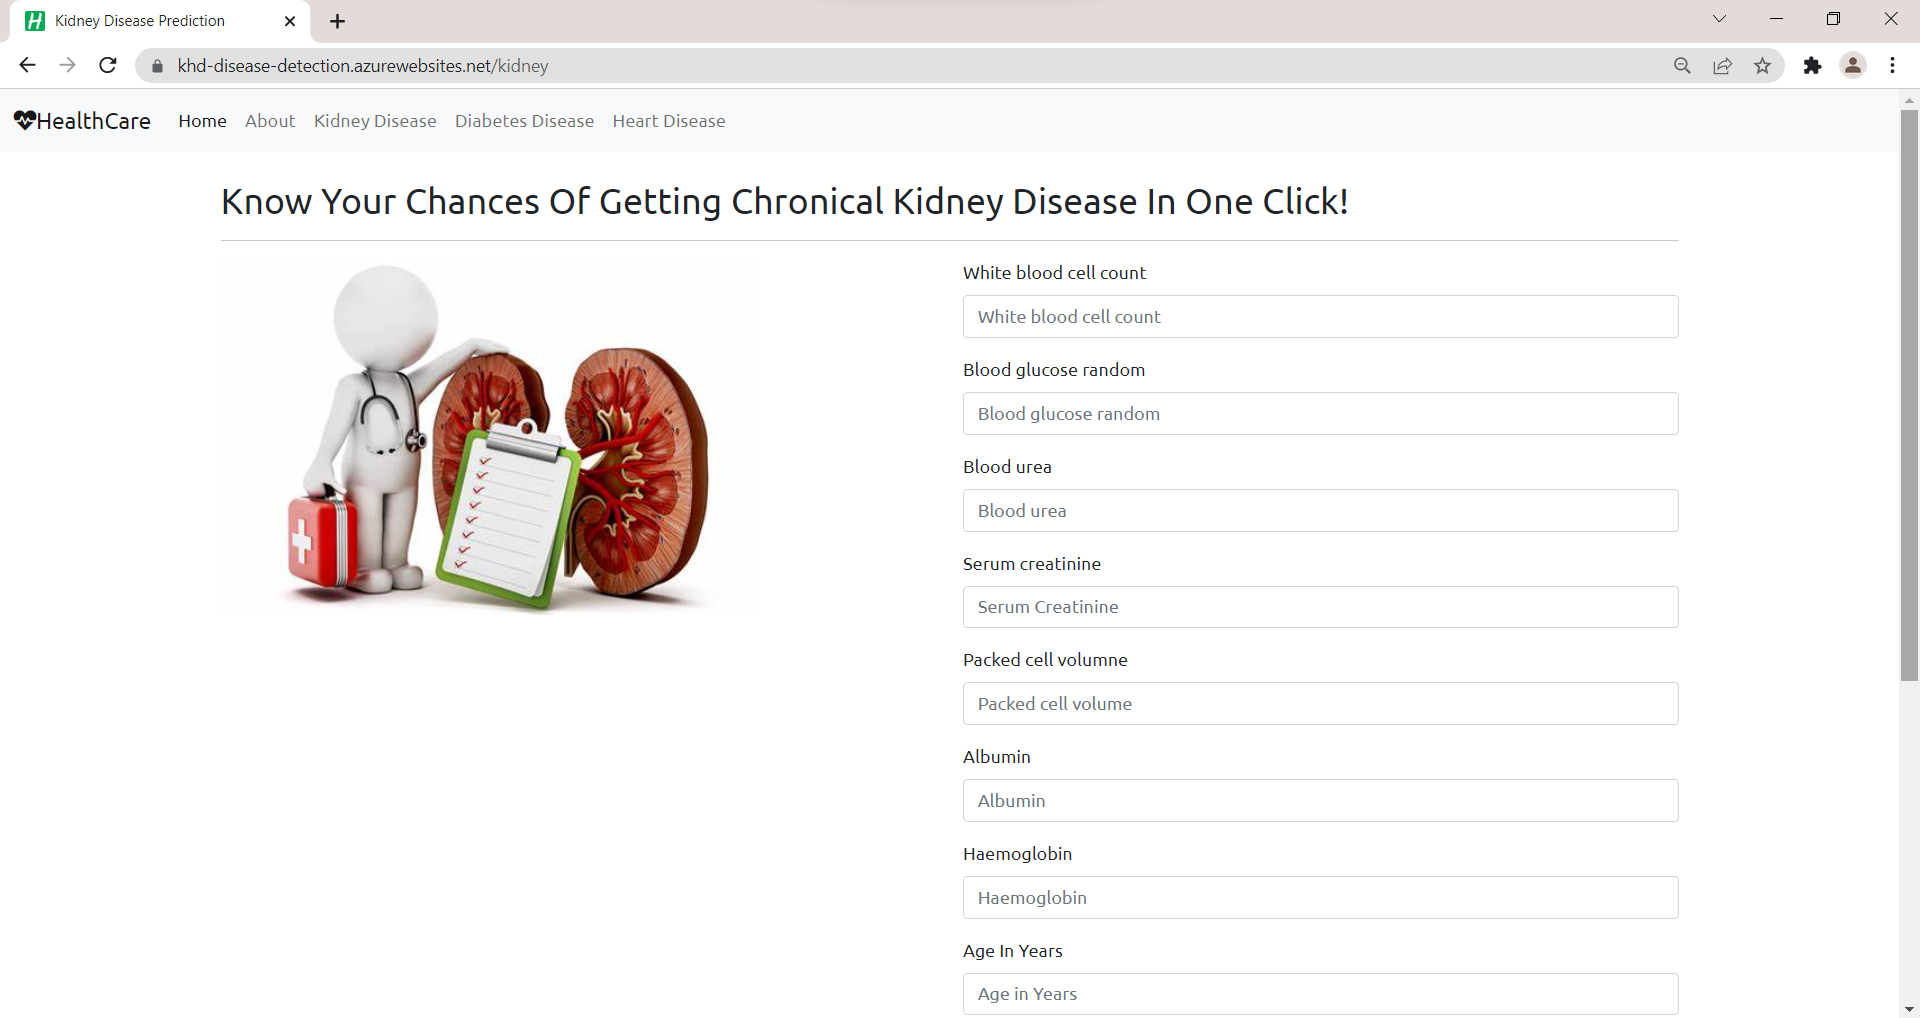 Kidney Disease Prediction
khd-disease-detection.azurewebsites.net/kidney
HealthCare Home About Kidney Disease Diabetes Disease Heart Disease
Know Your Chances Of Getting Chronical Kidney Disease In One Click!
White blood cell count
White blood cell count
Blood glucose random
Blood glucose random
Blood urea
Blood urea
Serum creatinine
Serum Creatinine
Packed cell volumne
Packed cell volume
Albumin
Albumin
Haemoglobin
Haemoglobin
Age In Years
Age in Years